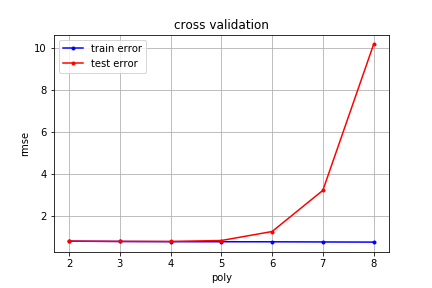 cross validation
train error
test error
rmse
10
8
6
4
2
2 3 4 5 6 7 8
poly